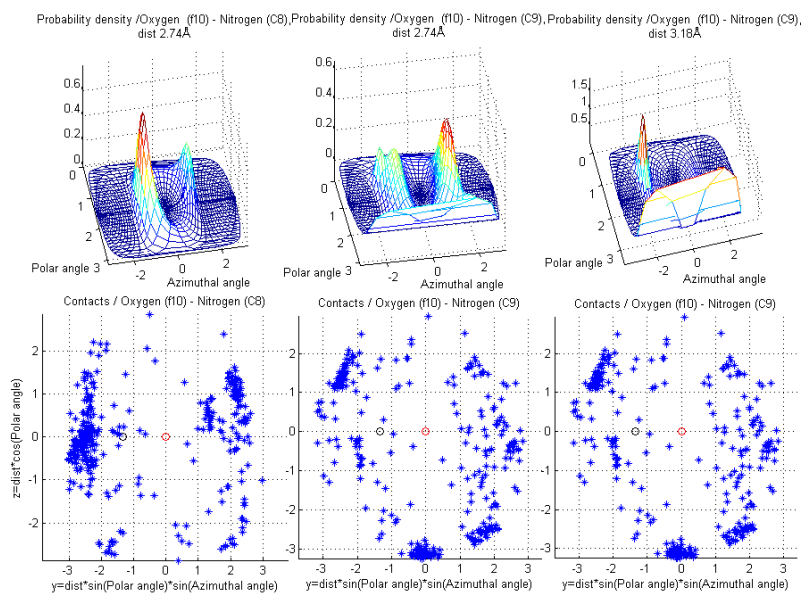 Probability density /Oxygen (f10) - Nitrogen (C8),
dist 2.74Å
Probability density /Oxygen (f10) - Nitrogen (C9),
dist 2.74Å
Probability density /Oxygen (f10) - Nitrogen (C9),
dist 3.18Å
0.6
0.4
0.2
0
0
1
2
Polar angle 3
-2
0
2
Azimuthal angle
0.6
0.4
0.2
0
0
1
2
Polar angle 3
-2
0
2
Azimuthal angle
1.5
1
0.5
0
1
2
Polar angle 3
-2
0
2
Azimuthal angle
Contacts / Oxygen (f10) - Nitrogen (C8)
z=dist*cos(Polar angle)
2
1
0
-1
-2
-3 -2 -1 0 1 2 3
y=dist*sin(Polar angle)*sin(Azimuthal angle)
Contacts / Oxygen (f10) - Nitrogen (C9)
2
1
0
-1
-2
-3
-3 -2 -1 0 1 2 3
y=dist*sin(Polar angle)*sin(Azimuthal angle)
Contacts / Oxygen (f10) - Nitrogen (C9)
2
1
0
-1
-2
-3
-3 -2 -1 0 1 2 3
y=dist*sin(Polar angle)*sin(Azimuthal angle)